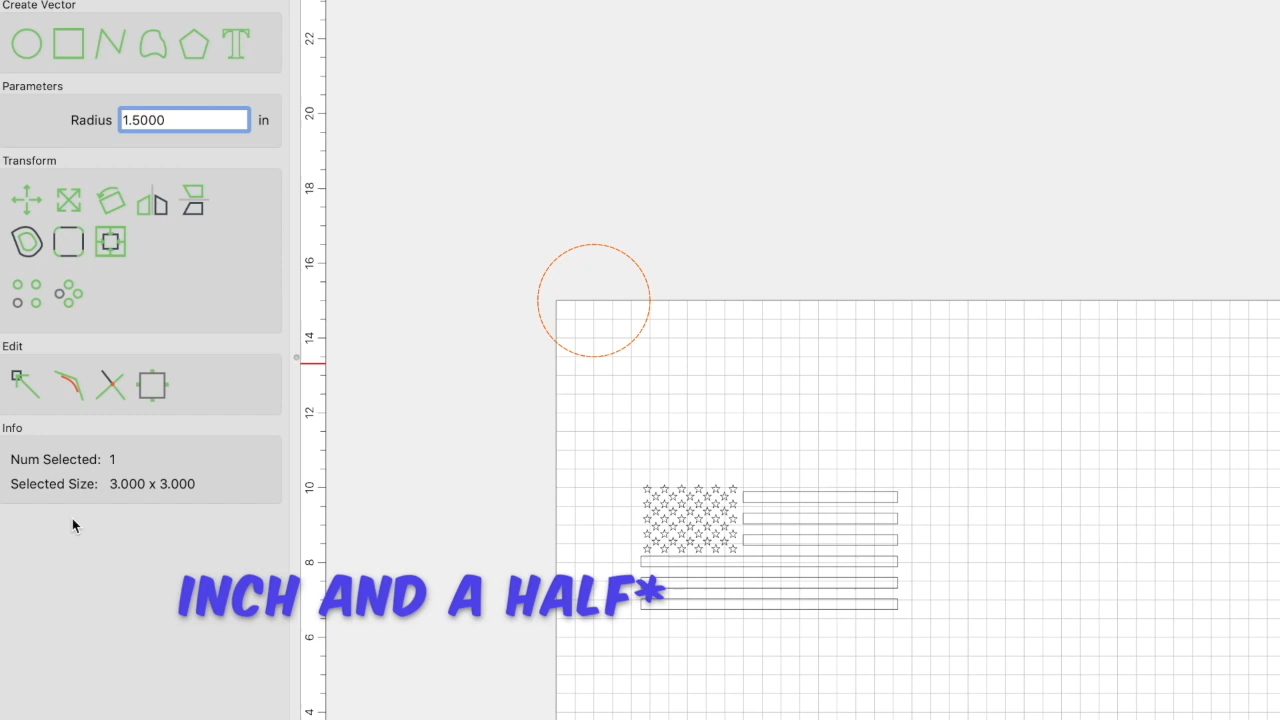 Create Vector
T
Parameters
Radius 1.5000 in
Transform
Edit
Info
Num Selected: 1
Selected Size: 3.000 x 3.000
22
20
18
16
14
12
10
8
6
4
INCH AND A HALF*